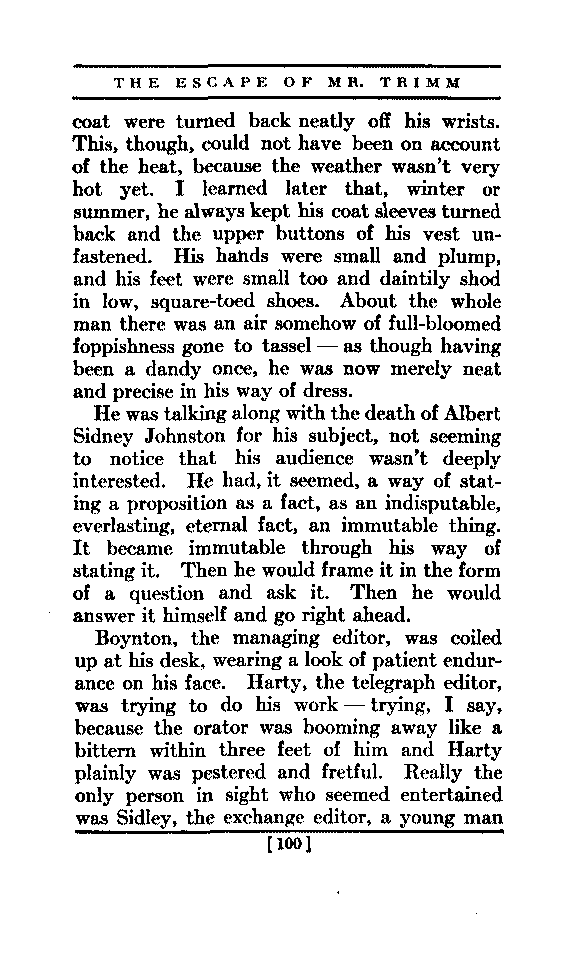 THE ESCAPE OF MR. TRIMM
coat were turned back neatly off his wrists.
This, though, could not have been on account
of the heat, because the weather wasn't very
hot yet. I learned later that, winter or
summer, he always kept his coat sleeves turned
back and the upper buttons of his vest un-
fastened. His hands were small and plump,
and his feet were small too and daintily shod
in low, square-toed shoes. About the whole
man there was an air somehow of full-bloomed
foppishness gone to tassel — as though having
been a dandy once, he was now merely neat
and precise in his way of dress.
He was talking along with the death of Albert
Sidney Johnston for his subject, not seeming
to notice that his audience wasn't deeply
interested. He had, it seemed, a way of stat-
ing a proposition as a fact, as an indisputable,
everlasting, eternal fact, an immutable thing.
It became immutable through his way of
stating it. Then he would frame it in the form
of a question and ask it. Then he would
answer it himself and go right ahead.
Boynton, the managing editor, was coiled
up at his desk, wearing a look of patient endur-
ance on his face. Harty, the telegraph editor,
was trying to do his work — trying, I say,
because the orator was booming away like a
bittern within three feet of him and Harty
plainly was pestered and fretful. Really the
only person in sight who seemed entertained
was Sidley, the exchange editor, a young man
[100]